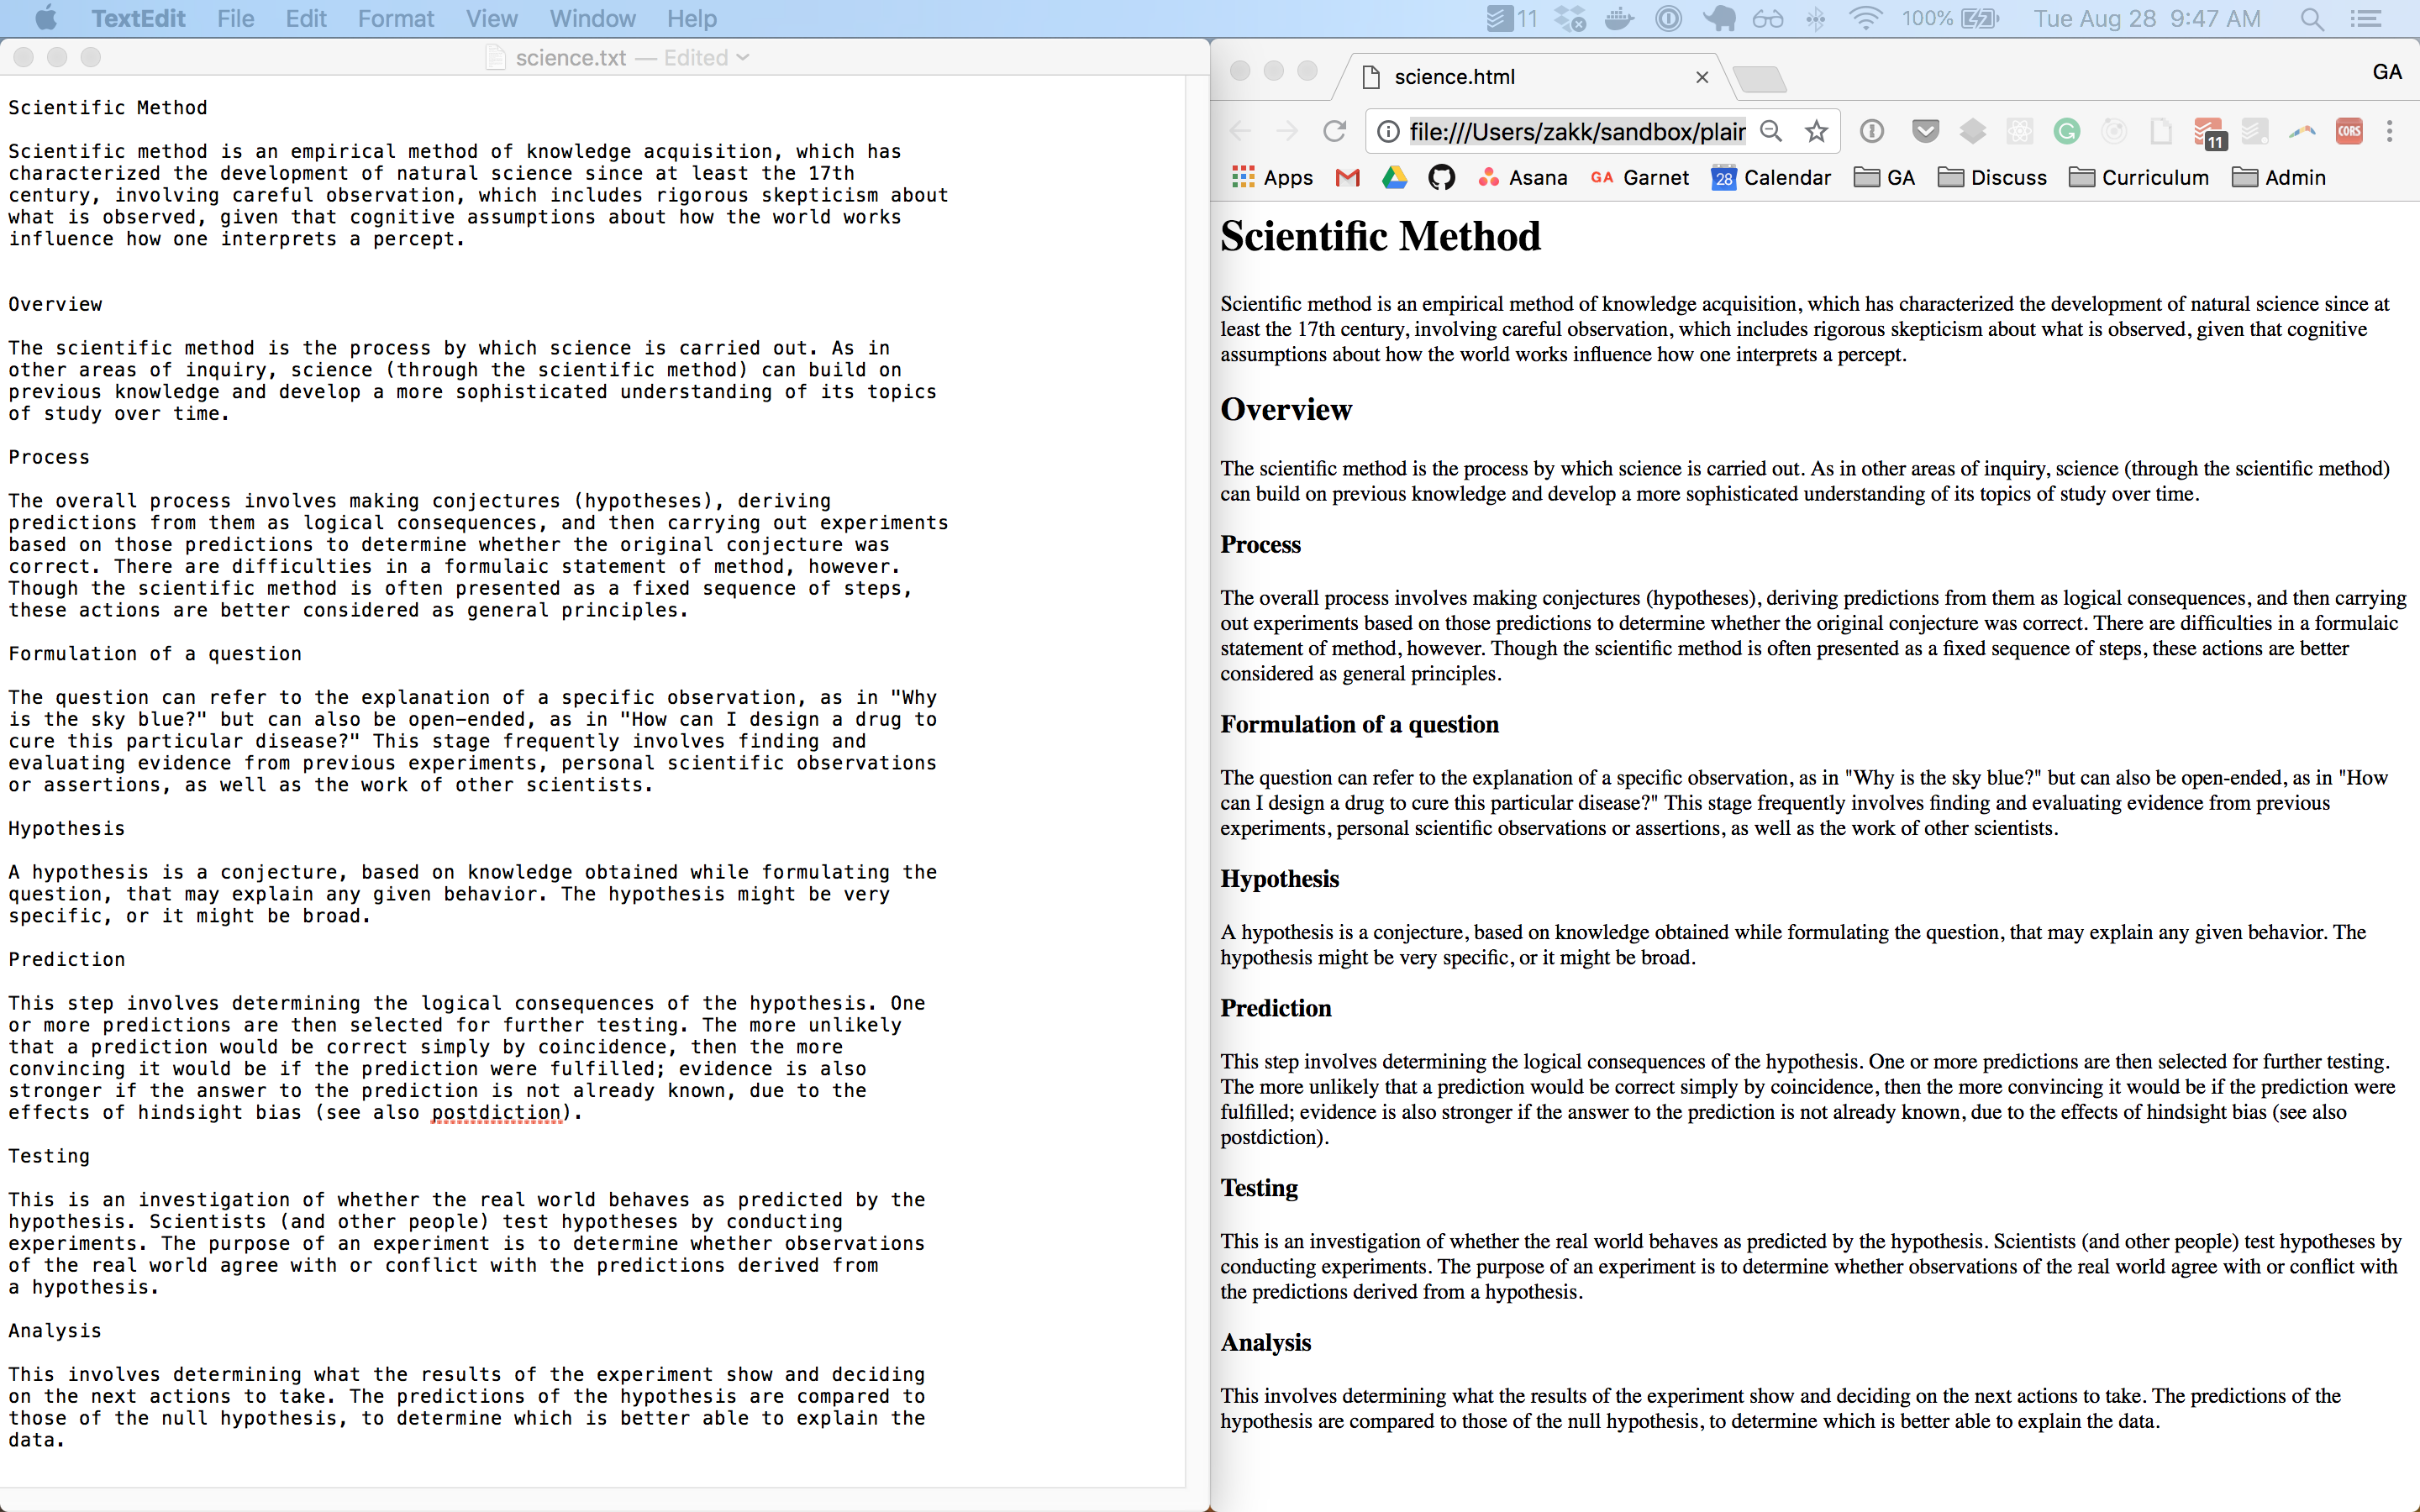 TextEdit File Edit Format View Window Help 11 100% Tue Aug 28 9:47 AM
science.txt — Edited
Scientific Method
Scientific method is an empirical method of knowledge acquisition, which has
characterized the development of natural science since at least the 17th
century, involving careful observation, which includes rigorous skepticism about
what is observed, given that cognitive assumptions about how the world works
influence how one interprets a percept.
Overview
The scientific method is the process by which science is carried out. As in
other areas of inquiry, science (through the scientific method) can build on
previous knowledge and develop a more sophisticated understanding of its topics
of study over time.
Process
The overall process involves making conjectures (hypotheses), deriving
predictions from them as logical consequences, and then carrying out experiments
based on those predictions to determine whether the original conjecture was
correct. There are difficulties in a formulaic statement of method, however.
Though the scientific method is often presented as a fixed sequence of steps,
these actions are better considered as general principles.
Formulation of a question
The question can refer to the explanation of a specific observation, as in "Why
is the sky blue?" but can also be open-ended, as in "How can I design a drug to
cure this particular disease?" This stage frequently involves finding and
evaluating evidence from previous experiments, personal scientific observations
or assertions, as well as the work of other scientists.
Hypothesis
A hypothesis is a conjecture, based on knowledge obtained while formulating the
question, that may explain any given behavior. The hypothesis might be very
specific, or it might be broad.
Prediction
This step involves determining the logical consequences of the hypothesis. One
or more predictions are then selected for further testing. The more unlikely
that a prediction would be correct simply by coincidence, then the more
convincing it would be if the prediction were fulfilled; evidence is also
stronger if the answer to the prediction is not already known, due to the
effects of hindsight bias (see also postdiction).
Testing
This is an investigation of whether the real world behaves as predicted by the
hypothesis. Scientists (and other people) test hypotheses by conducting
experiments. The purpose of an experiment is to determine whether observations
of the real world agree with or conflict with the predictions derived from
a hypothesis.
Analysis
This involves determining what the results of the experiment show and deciding
on the next actions to take. The predictions of the hypothesis are compared to
those of the null hypothesis, to determine which is better able to explain the
data.
science.html GA
file:///Users/zakk/sandbox/plair 11 CORS
Apps Asana GA Garnet 28 Calendar GA Discuss Curriculum Admin
Scientific Method
Scientific method is an empirical method of knowledge acquisition, which has characterized the development of natural science since at
least the 17th century, involving careful observation, which includes rigorous skepticism about what is observed, given that cognitive
assumptions about how the world works influence how one interprets a percept.
Overview
The scientific method is the process by which science is carried out. As in other areas of inquiry, science (through the scientific method)
can build on previous knowledge and develop a more sophisticated understanding of its topics of study over time.
Process
The overall process involves making conjectures (hypotheses), deriving predictions from them as logical consequences, and then carrying
out experiments based on those predictions to determine whether the original conjecture was correct. There are difficulties in a formulaic
statement of method, however. Though the scientific method is often presented as a fixed sequence of steps, these actions are better
considered as general principles.
Formulation of a question
The question can refer to the explanation of a specific observation, as in "Why is the sky blue?" but can also be open-ended, as in "How
can I design a drug to cure this particular disease?" This stage frequently involves finding and evaluating evidence from previous
experiments, personal scientific observations or assertions, as well as the work of other scientists.
Hypothesis
A hypothesis is a conjecture, based on knowledge obtained while formulating the question, that may explain any given behavior. The
hypothesis might be very specific, or it might be broad.
Prediction
This step involves determining the logical consequences of the hypothesis. One or more predictions are then selected for further testing.
The more unlikely that a prediction would be correct simply by coincidence, then the more convincing it would be if the prediction were
fulfilled; evidence is also stronger if the answer to the prediction is not already known, due to the effects of hindsight bias (see also
postdiction).
Testing
This is an investigation of whether the real world behaves as predicted by the hypothesis. Scientists (and other people) test hypotheses by
conducting experiments. The purpose of an experiment is to determine whether observations of the real world agree with or conflict with
the predictions derived from a hypothesis.
Analysis
This involves determining what the results of the experiment show and deciding on the next actions to take. The predictions of the
hypothesis are compared to those of the null hypothesis, to determine which is better able to explain the data.